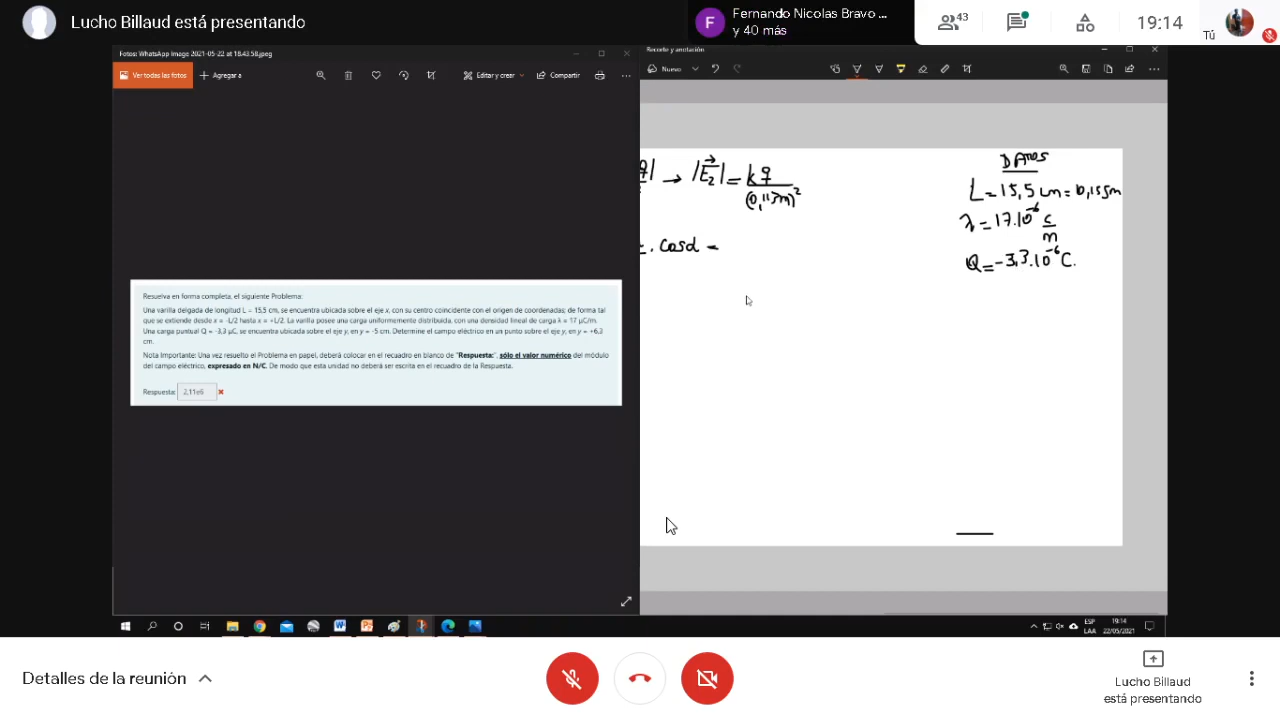 Lucho Billaud está presentando
F
Fernando Nicolas Bravo ...
y 40 más
43
19:14
Tú
Fotos: WhatsApp Image 2021-05-22 at 18.43.58.jpeg
Recorte y anotación
Ver todas las fotos
Agregar a
Editar y crear
Compartir
Nuevo
|E₂| = kq / (0,113m)²
. cosα =
DATOS
L = 15,5 cm = 0,155m
λ = 17.10⁻⁶ C/m
Q = -3,3.10⁻⁶ C.
Resuelva en forma completa, el siguiente Problema:
Una varilla delgada de longitud L = 15,5 cm, se encuentra ubicada sobre el eje x, con su centro coincidente con el origen de coordenadas; de forma tal
que se extiende desde x = -L/2 hasta x = +L/2. La varilla posee una carga uniformemente distribuida, con una densidad lineal de carga λ = 17 μC/m.
Una carga puntual Q = -3,3 μC, se encuentra ubicada sobre el eje y, en y = -5 cm. Determine el campo eléctrico en un punto sobre el eje y, en y = +6,3
cm.
Nota Importante: Una vez resuelto el Problema en papel, deberá colocar en el recuadro en blanco de "Respuesta:", sólo el valor numérico del módulo
del campo eléctrico, expresado en N/C. De modo que esta unidad no deberá ser escrita en el recuadro de la Respuesta.
Respuesta: 2,11e6
ESP
LAA
19:14
22/05/2021
Detalles de la reunión
Lucho Billaud
está presentando